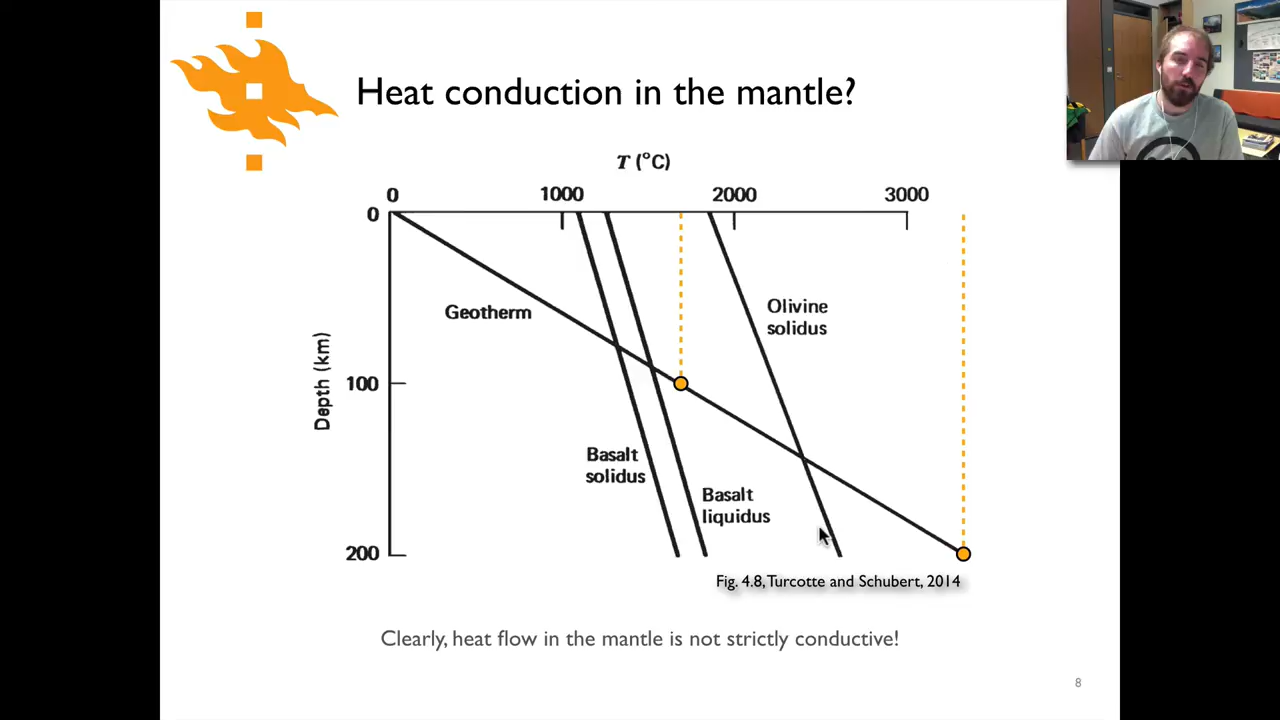 Heat conduction in the mantle?
T (°C)
0 1000 2000 3000
0
Geotherm
Olivine
solidus
Depth (km)
100
Basalt
solidus
Basalt
liquidus
200
Fig. 4.8, Turcotte and Schubert, 2014
Clearly, heat flow in the mantle is not strictly conductive!
8